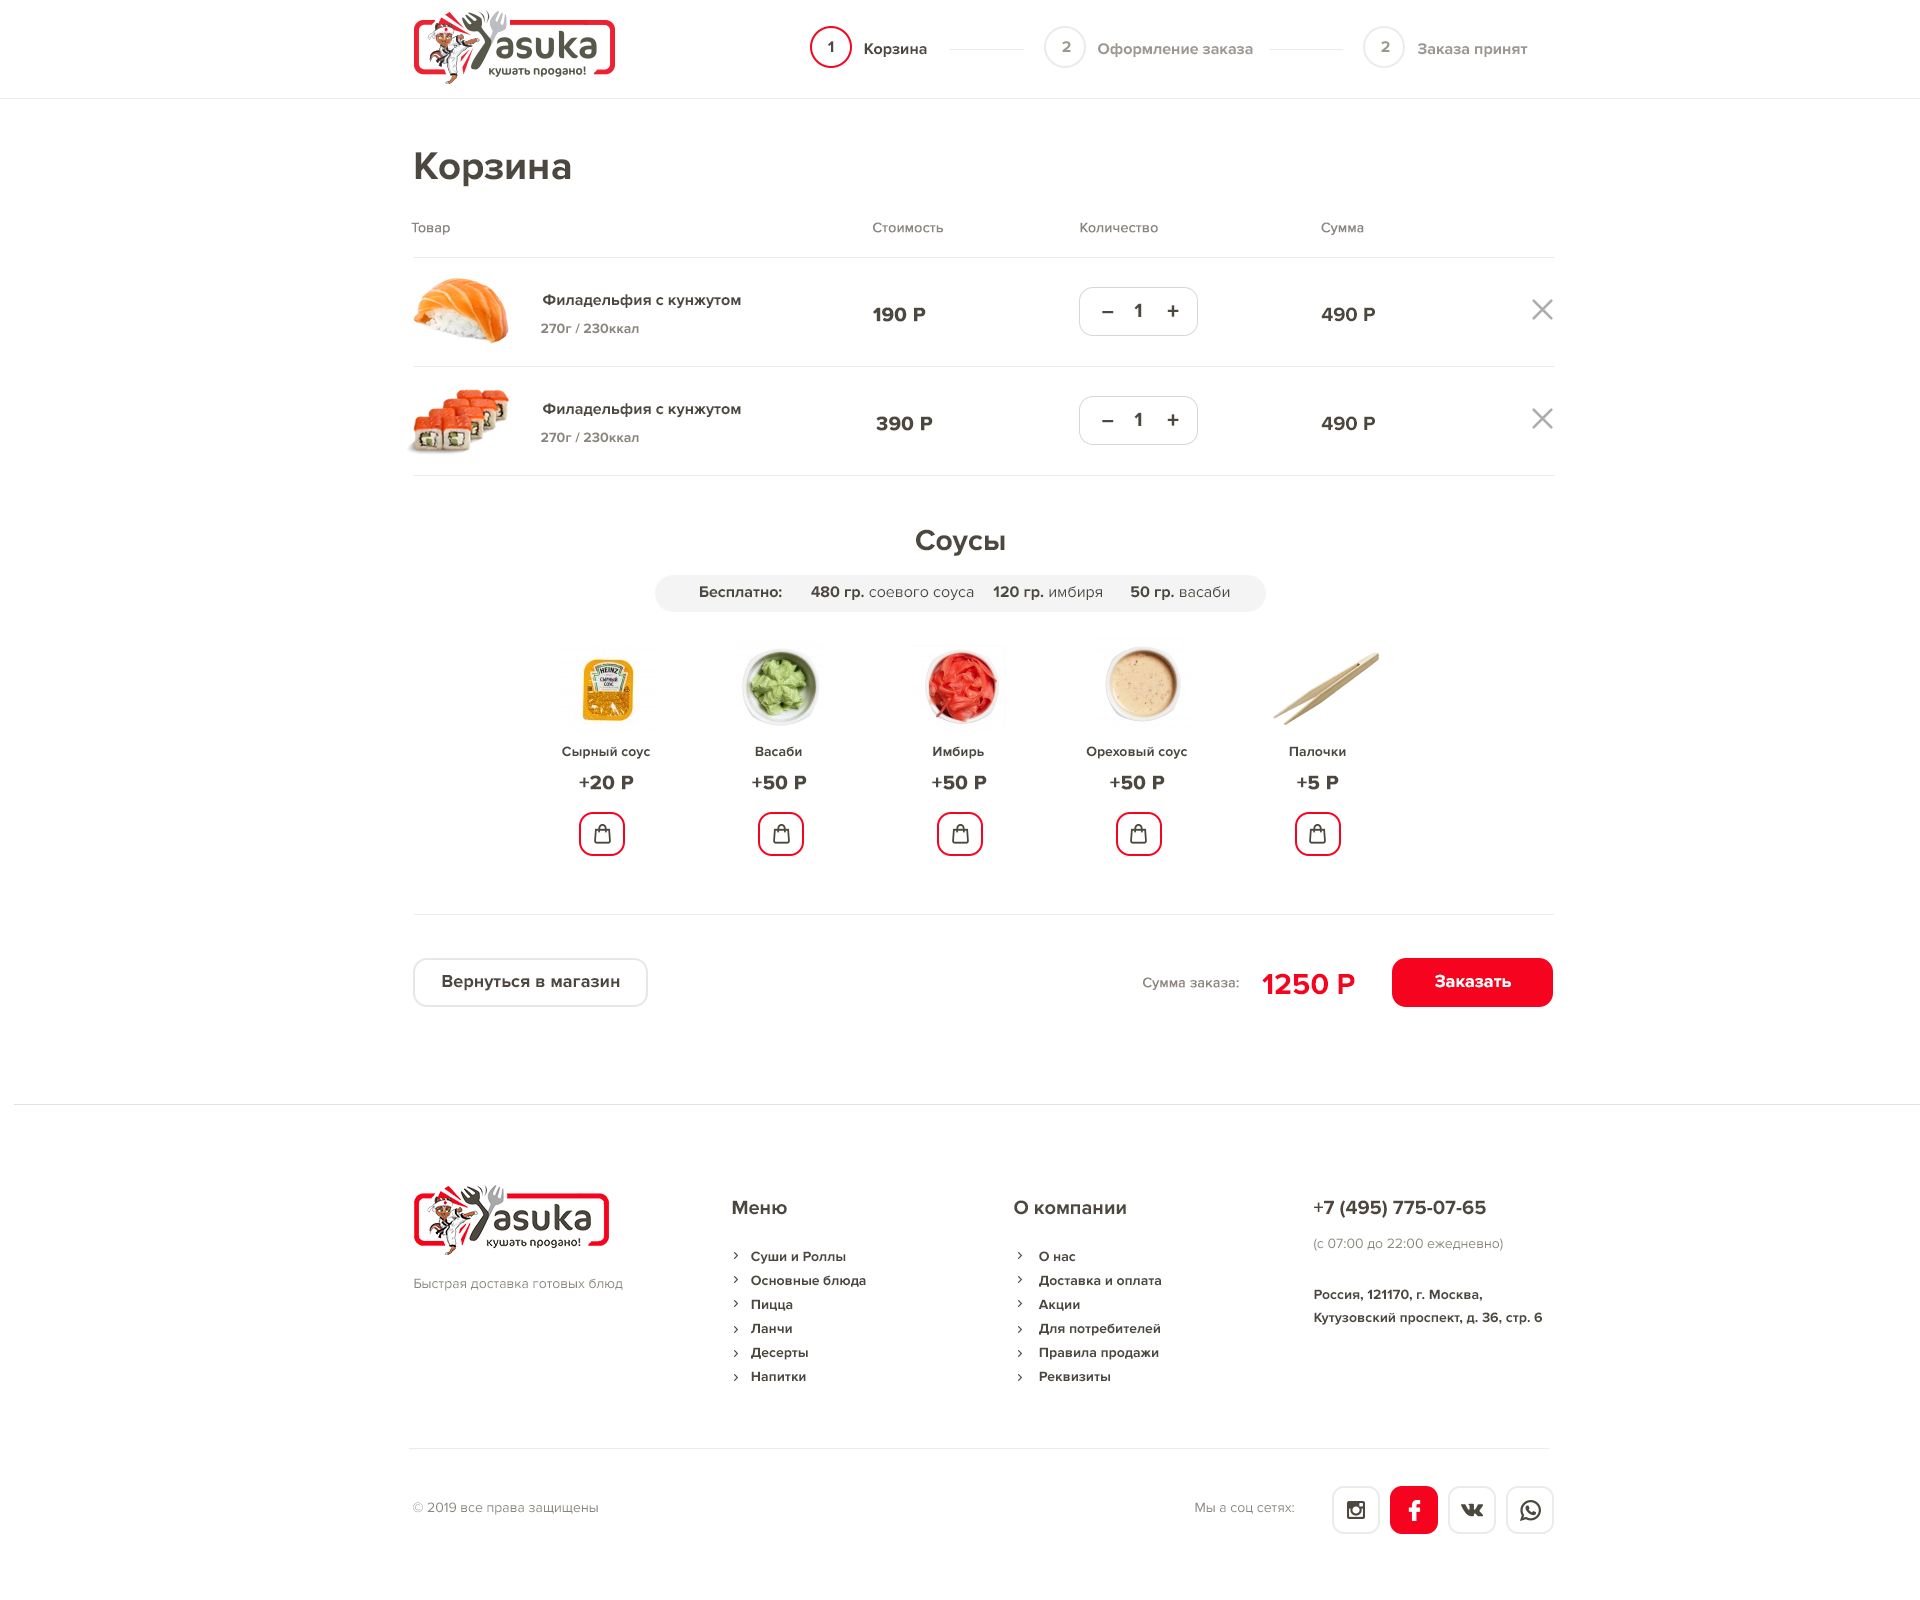 Yasuka
кушать продано!
1 Корзина 2 Оформление заказа 2 Заказа принят
Корзина
Товар Стоимость Количество Сумма
Филадельфия с кунжутом
270г / 230ккал
190 Р – 1 + 490 Р
Филадельфия с кунжутом
270г / 230ккал
390 Р – 1 + 490 Р
Соусы
Бесплатно: 480 гр. соевого соуса 120 гр. имбиря 50 гр. васаби
HEINZ
СЫРНЫЙ
СОУС
Сырный соус Васаби Имбирь Ореховый соус Палочки
+20 Р +50 Р +50 Р +50 Р +5 Р
Вернуться в магазин Сумма заказа: 1250 Р Заказать
Yasuka
кушать продано!
Быстрая доставка готовых блюд
Меню
Суши и Роллы
Основные блюда
Пицца
Ланчи
Десерты
Напитки
О компании
О нас
Доставка и оплата
Акции
Для потребителей
Правила продажи
Реквизиты
+7 (495) 775-07-65
(с 07:00 до 22:00 ежедневно)
Россия, 121170, г. Москва,
Кутузовский проспект, д. 36, стр. 6
© 2019 все права защищены Мы а соц сетях: